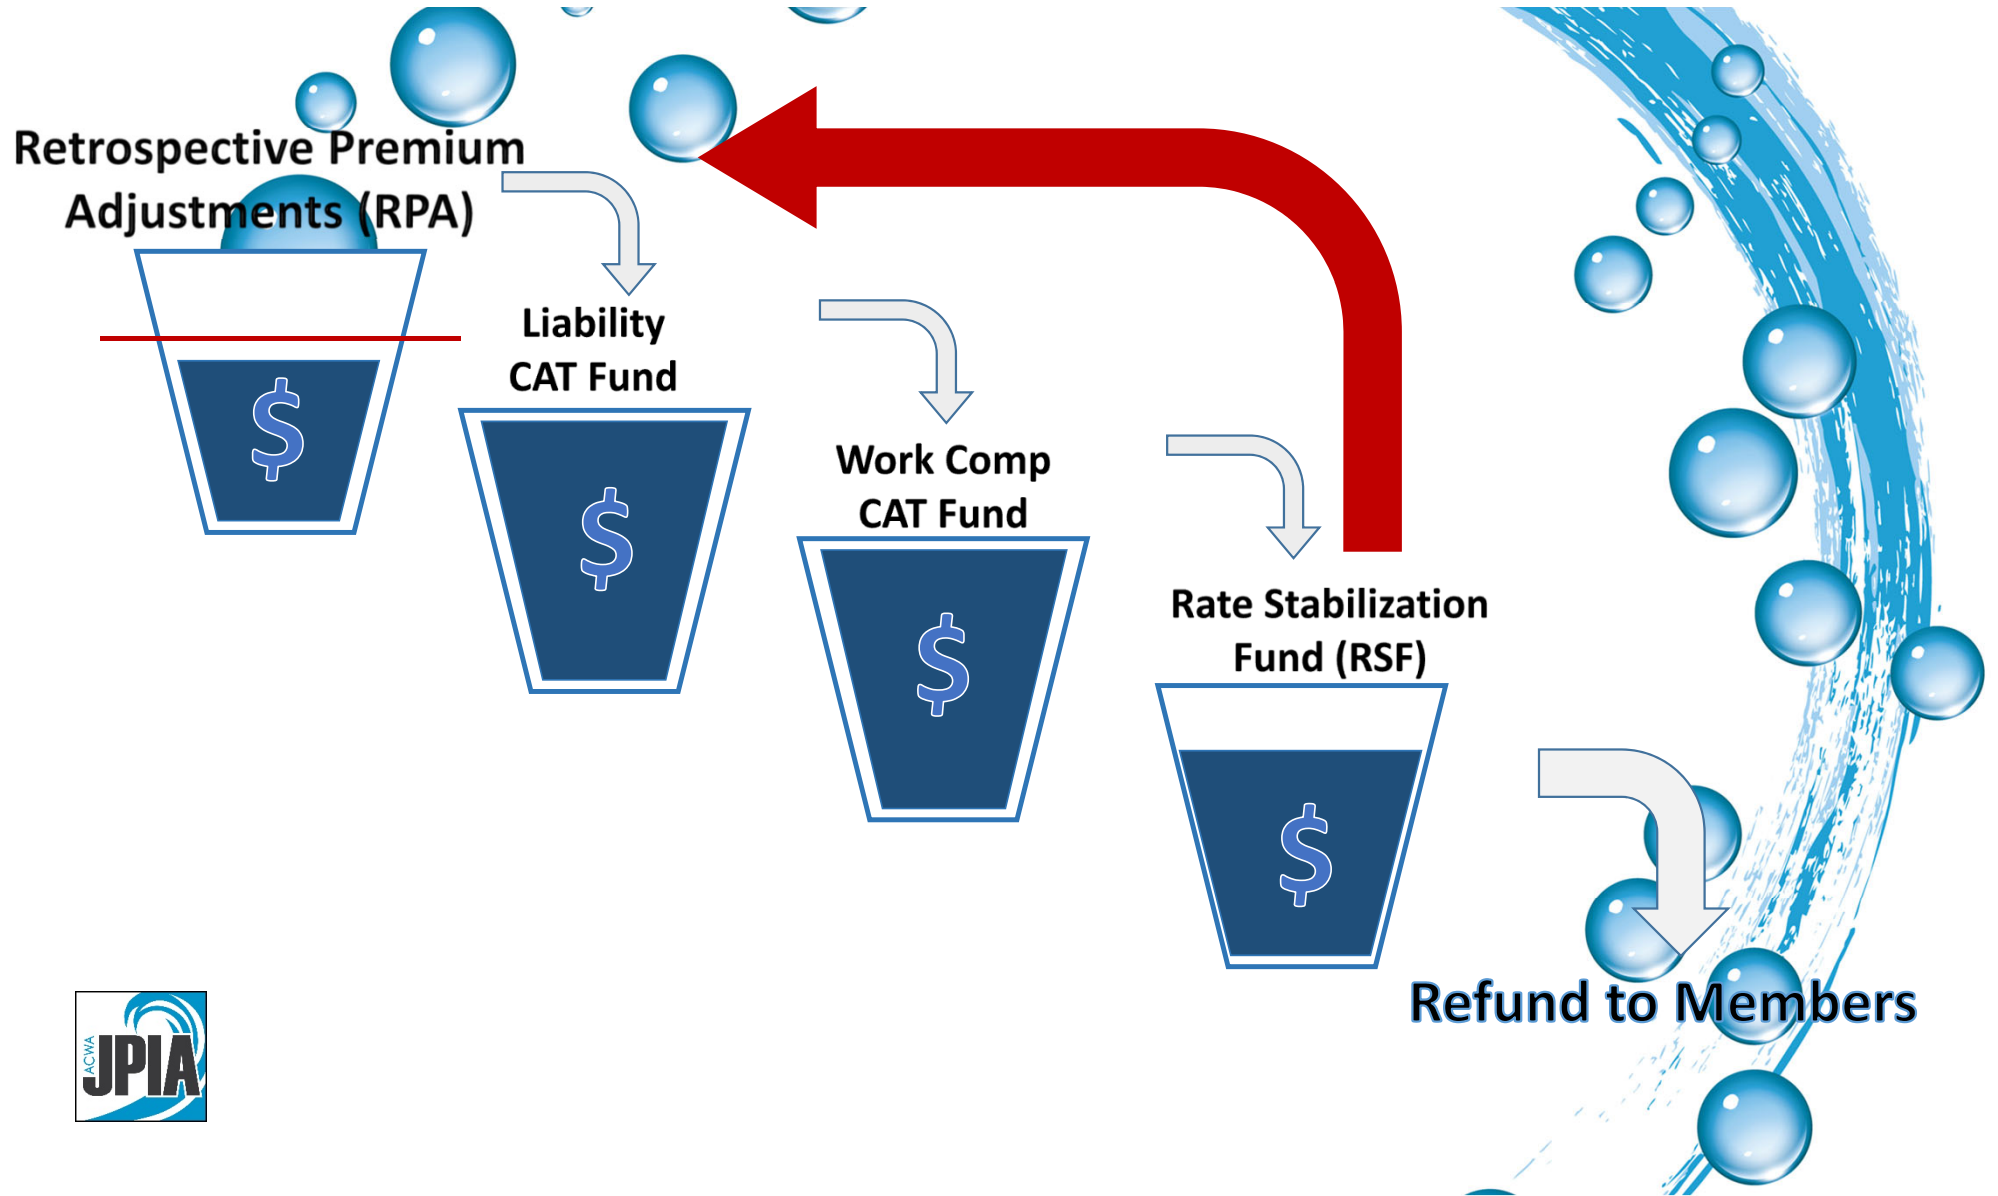 Retrospective Premium
Adjustments (RPA)
Liability
CAT Fund
Work Comp
CAT Fund
Rate Stabilization
Fund (RSF)
$
$
$
$
Refund to Members
ACWA
JPIA